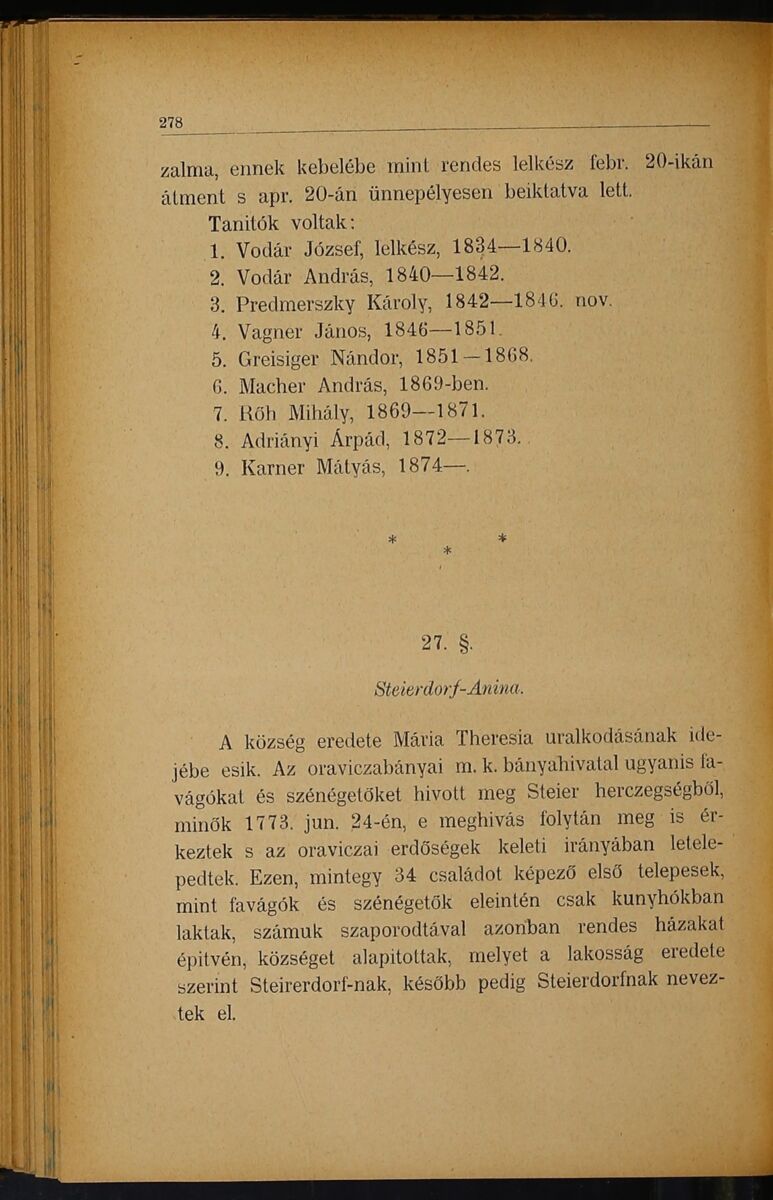 278
zalma, ennek kebelébe mint rendes lelkész febr. 20-ikán
átment s apr. 20-án ünnepélyesen beiktatva lett.
Tanitók voltak:
1. Vodár József, lelkész, 1834—1840.
2. Vodár András, 1840—1842.
3. Predmerszky Károly, 1842—1846. nov.
4. Vagner János, 1846—1851.
5. Greisiger Nándor, 1851—1868.
6. Macher András, 1869-ben.
7. Rőh Mihály, 1869—1871.
8. Adriányi Árpád, 1872—1873.
9. Karner Mátyás, 1874—.
* * *
27. §.
Steierdorf-Anina.
A község eredete Mária Theresia uralkodásának ide-
jébe esik. Az oraviczabányai m. k. bányahivatal ugyanis fa-
vágókat és szénégetőket hivott meg Steier herczegségből,
minők 1773. jun. 24-én, e meghivás folytán meg is ér-
keztek s az oraviczai erdőségek keleti irányában letele-
pedtek. Ezen, mintegy 34 családot képező első telepesek,
mint favágók és szénégetők eleintén csak kunyhókban
laktak, számuk szaporodtával azonban rendes házakat
épitvén, községet alapitottak, melyet a lakosság eredete
szerint Steirerdorf-nak, később pedig Steierdorfnak nevez-
tek el.